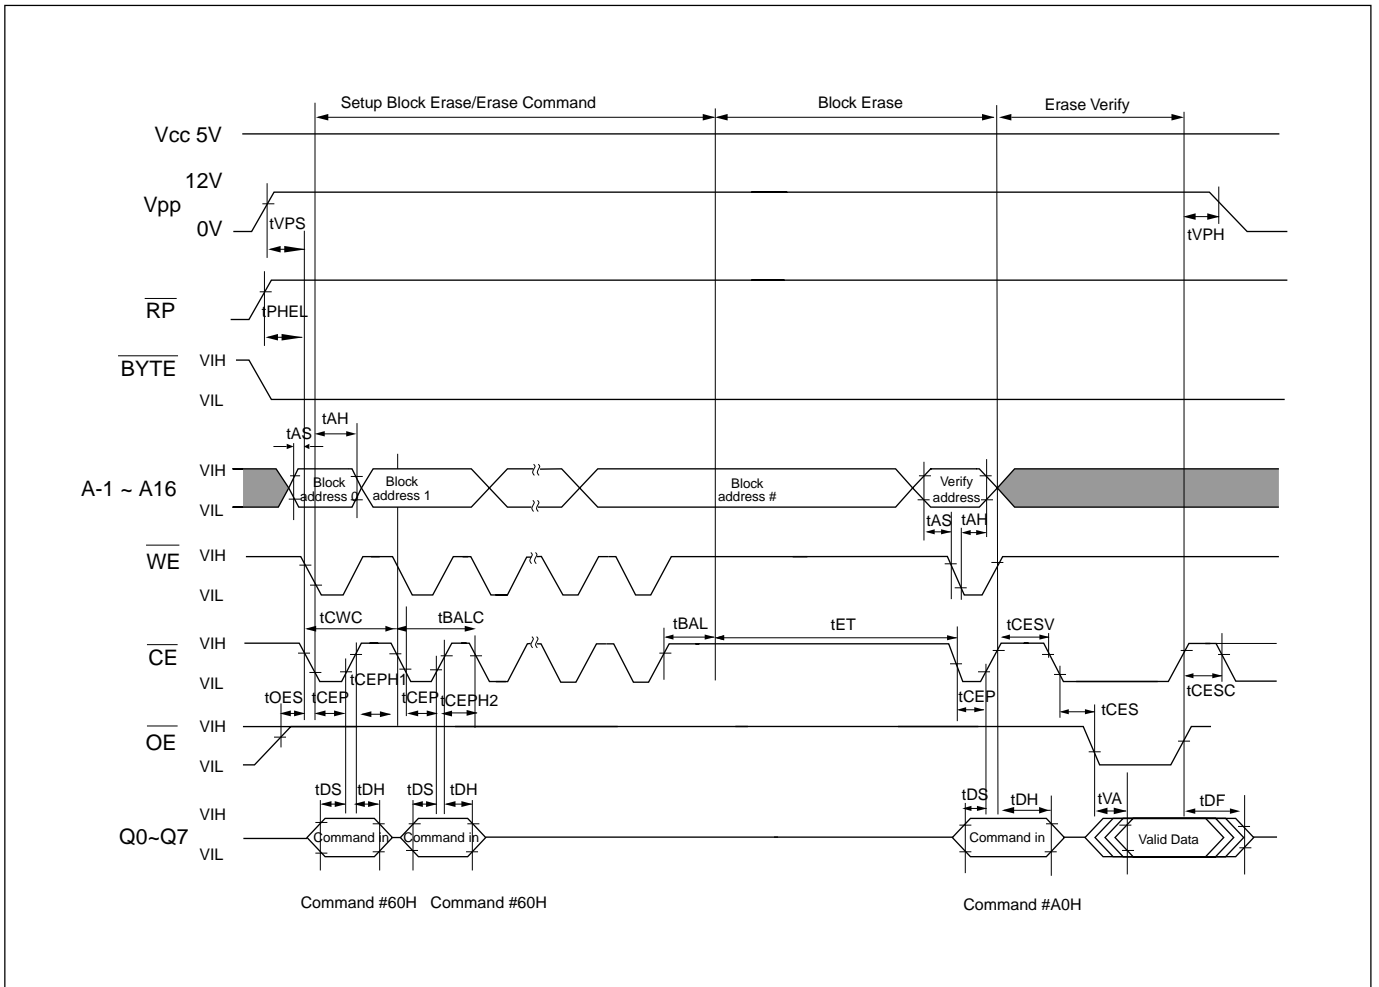 Setup Block Erase/Erase Command
Block Erase
Erase Verify
Vcc 5V
12V
Vpp
0V
tVPS
tVPH
RP
tPHEL
BYTE
VIH
VIL
tAH
tAS
A-1 ~ A16
VIH
VIL
Block
address 0
Block
address 1
Block
address #
Verify
address
tAS
tAH
WE
VIH
VIL
tCWC
tBALC
tBAL
tET
tCESV
CE
VIH
VIL
tOES
tCEP
tCEPH1
tCEP
tCEPH2
tCEP
tCES
tCESC
OE
VIH
VIL
tDS
tDH
tDS
tDH
tDS
tDH
tVA
tDF
Q0~Q7
VIH
VIL
Command in
Command in
Command in
Valid Data
Command #60H
Command #60H
Command #A0H